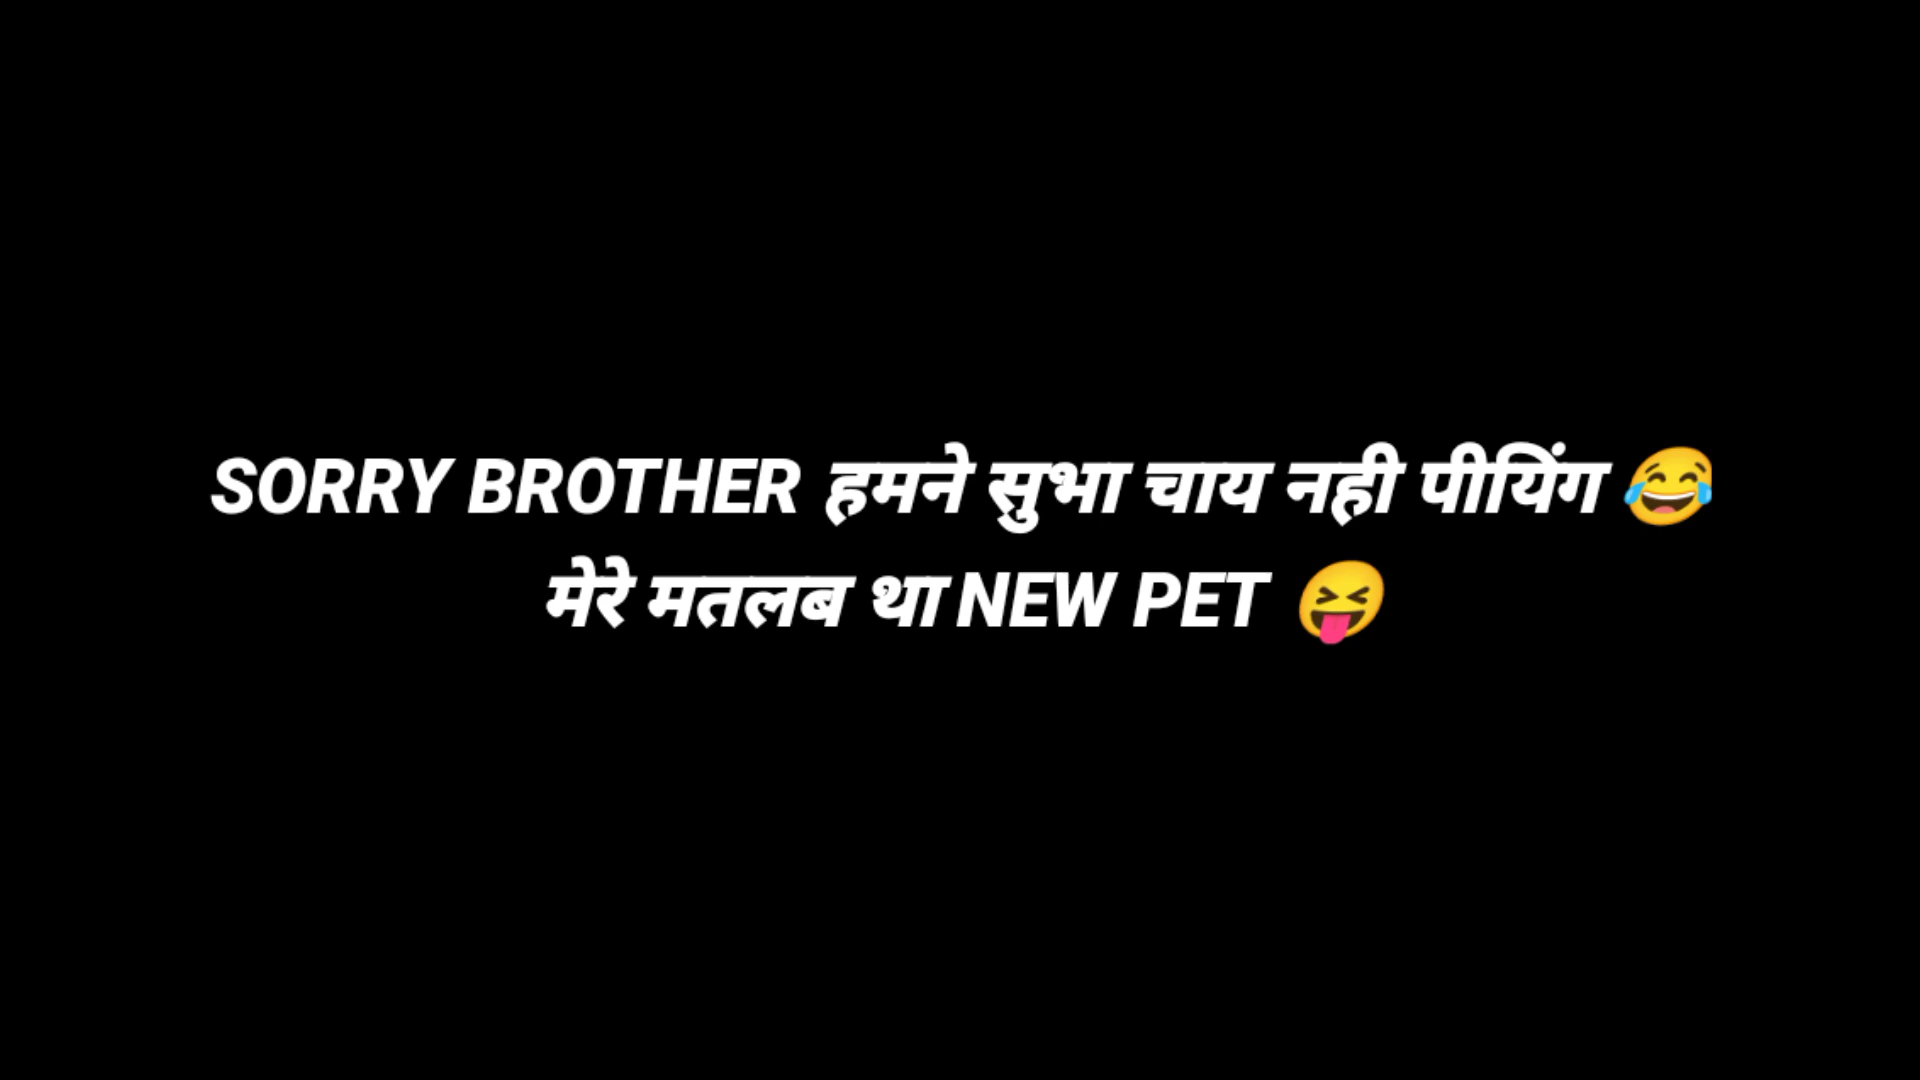 SORRY BROTHER हमने सुभा चाय नही पीयिंग 😂
मेरे मतलब था NEW PET 😝